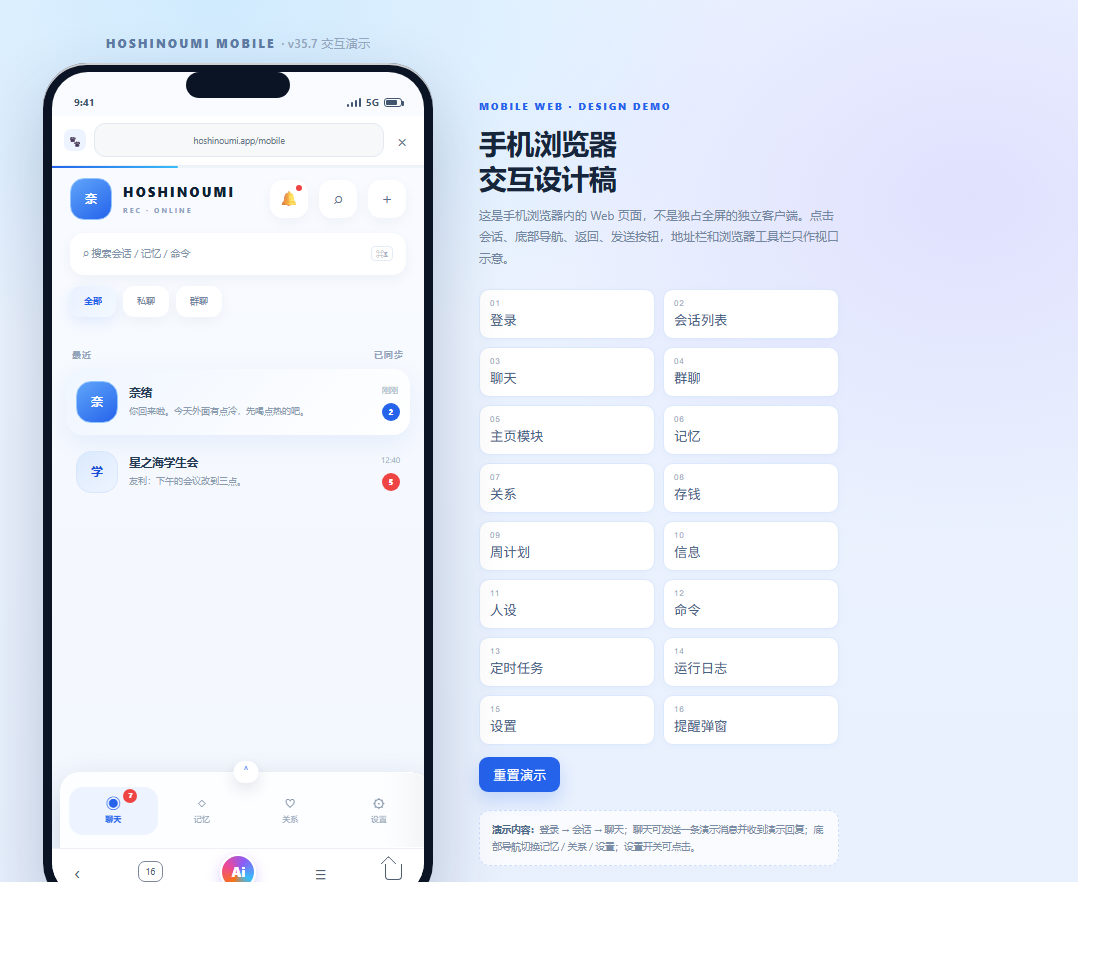 HOSHINOUMI MOBILE · v35.7 交互演示
9:41
5G
hoshinoumi.app/mobile
×
奈
HOSHINOUMI
REC · ONLINE
搜索会话 / 记忆 / 命令
全部
私聊
群聊
最近
已同步
奈
奈绪
刚刚
你回来啦。今天外面有点冷，先喝点热的吧。
2
学
星之海学生会
12:40
友利：下午的会议改到三点。
5
7
聊天
记忆
关系
设置
16
Ai
MOBILE WEB · DESIGN DEMO
手机浏览器
交互设计稿
这是手机浏览器内的 Web 页面，不是独占全屏的独立客户端。点击
会话、底部导航、返回、发送按钮，地址栏和浏览器工具栏只作视口
示意。
01
登录
02
会话列表
03
聊天
04
群聊
05
主页模块
06
记忆
07
关系
08
存钱
09
周计划
10
信息
11
人设
12
命令
13
定时任务
14
运行日志
15
设置
16
提醒弹窗
重置演示
演示内容：登录 → 会话 → 聊天；聊天可发送一条演示消息并收到演示回复；底
部导航切换记忆 / 关系 / 设置；设置开关可点击。